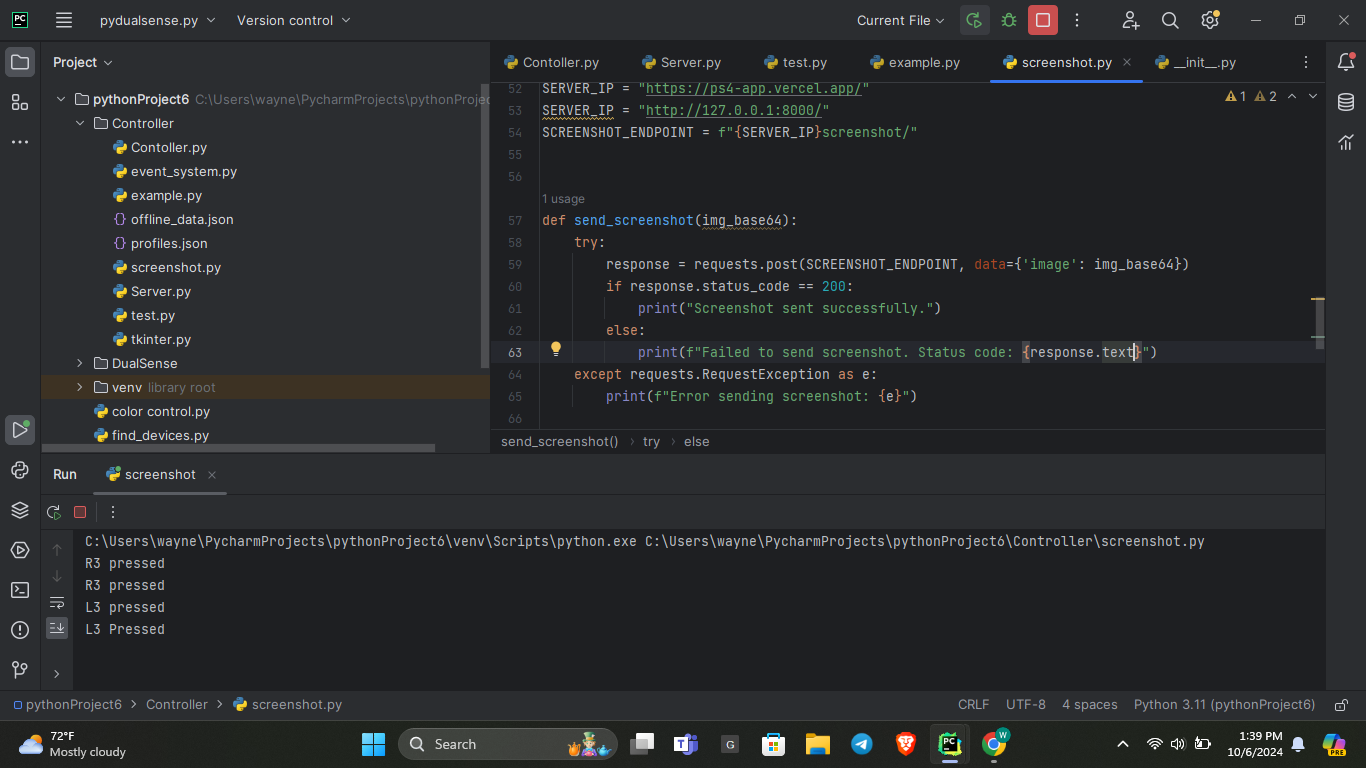 PC
pydualsense.py
Version control
Current File
Project
Contoller.py
Server.py
test.py
example.py
screenshot.py
__init__.py
pythonProject6 C:\Users\wayne\PycharmProjects\pythonProjec
Controller
Contoller.py
event_system.py
example.py
offline_data.json
profiles.json
screenshot.py
Server.py
test.py
tkinter.py
DualSense
venv library root
color control.py
find_devices.py
1 2
52 SERVER_IP = "https://ps4-app.vercel.app/"
53 SERVER_IP = "http://127.0.0.1:8000/"
54 SCREENSHOT_ENDPOINT = f"{SERVER_IP}screenshot/"
55
56
1 usage
57 def send_screenshot(img_base64):
58 try:
59 response = requests.post(SCREENSHOT_ENDPOINT, data={'image': img_base64})
60 if response.status_code == 200:
61 print("Screenshot sent successfully.")
62 else:
63 print(f"Failed to send screenshot. Status code: {response.text}")
64 except requests.RequestException as e:
65 print(f"Error sending screenshot: {e}")
66
send_screenshot() › try › else
Run
screenshot
C:\Users\wayne\PycharmProjects\pythonProject6\venv\Scripts\python.exe C:\Users\wayne\PycharmProjects\pythonProject6\Controller\screenshot.py
R3 pressed
R3 pressed
L3 pressed
L3 Pressed
pythonProject6 › Controller › screenshot.py
CRLF UTF-8 4 spaces Python 3.11 (pythonProject6)
72°F
Mostly cloudy
Search
G
PC
W
1:39 PM
10/6/2024
PRE